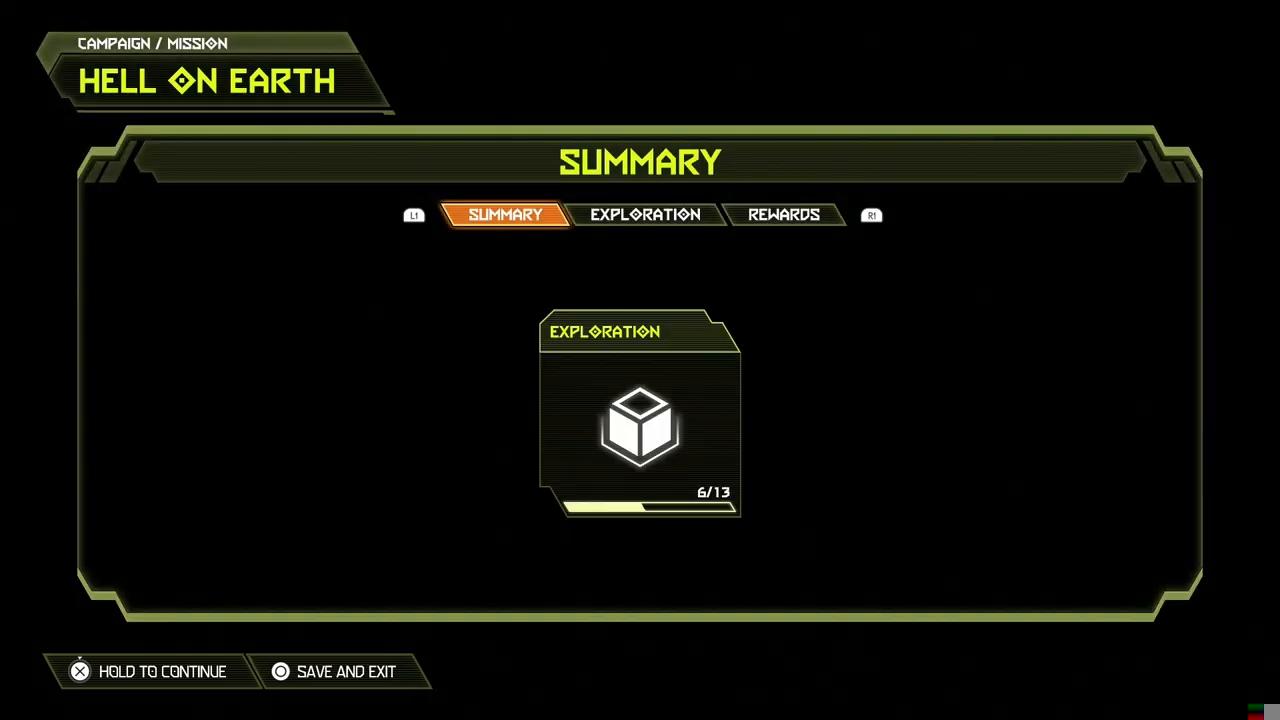 CAMPAIGN / MISSION
HELL ON EARTH
SUMMARY
L1 SUMMARY EXPLORATION REWARDS R1
EXPLORATION
6/13
HOLD TO CONTINUE SAVE AND EXIT